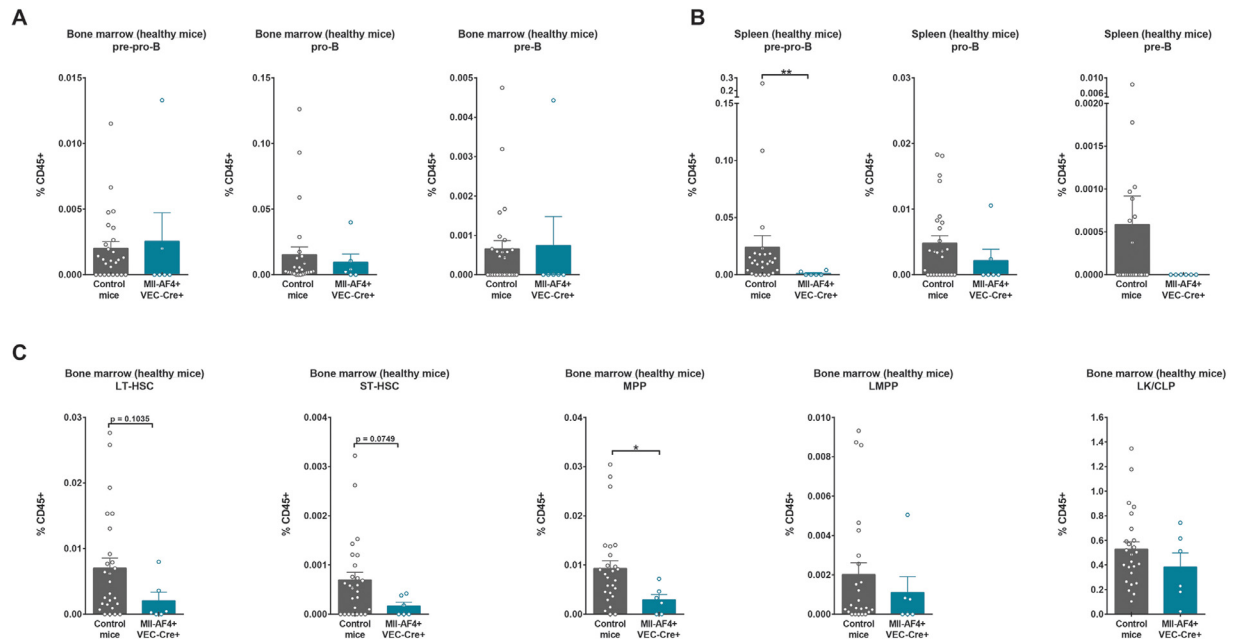 A
Bone marrow (healthy mice)
pre-pro-B
% CD45+
0.015
0.010
0.005
0.000
Control
mice
Mll-AF4+
VEC-Cre+
Bone marrow (healthy mice)
pro-B
% CD45+
0.15
0.10
0.05
0.00
Control
mice
Mll-AF4+
VEC-Cre+
Bone marrow (healthy mice)
pre-B
% CD45+
0.005
0.004
0.003
0.002
0.001
0.000
Control
mice
Mll-AF4+
VEC-Cre+
B
Spleen (healthy mice)
pre-pro-B
**
% CD45+
0.3
0.2
0.15
0.10
0.05
0.00
Control
mice
Mll-AF4+
VEC-Cre+
Spleen (healthy mice)
pro-B
% CD45+
0.03
0.02
0.01
0.00
Control
mice
Mll-AF4+
VEC-Cre+
Spleen (healthy mice)
pre-B
% CD45+
0.010
0.006
0.0020
0.0015
0.0010
0.0005
0.0000
Control
mice
Mll-AF4+
VEC-Cre+
C
Bone marrow (healthy mice)
LT-HSC
p = 0.1035
% CD45+
0.03
0.02
0.01
0.00
Control
mice
Mll-AF4+
VEC-Cre+
Bone marrow (healthy mice)
ST-HSC
p = 0.0749
% CD45+
0.004
0.003
0.002
0.001
0.000
Control
mice
Mll-AF4+
VEC-Cre+
Bone marrow (healthy mice)
MPP
*
% CD45+
0.04
0.03
0.02
0.01
0.00
Control
mice
Mll-AF4+
VEC-Cre+
Bone marrow (healthy mice)
LMPP
% CD45+
0.010
0.008
0.006
0.004
0.002
0.000
Control
mice
Mll-AF4+
VEC-Cre+
Bone marrow (healthy mice)
LK/CLP
% CD45+
1.6
1.4
1.2
1.0
0.8
0.6
0.4
0.2
0.0
Control
mice
Mll-AF4+
VEC-Cre+